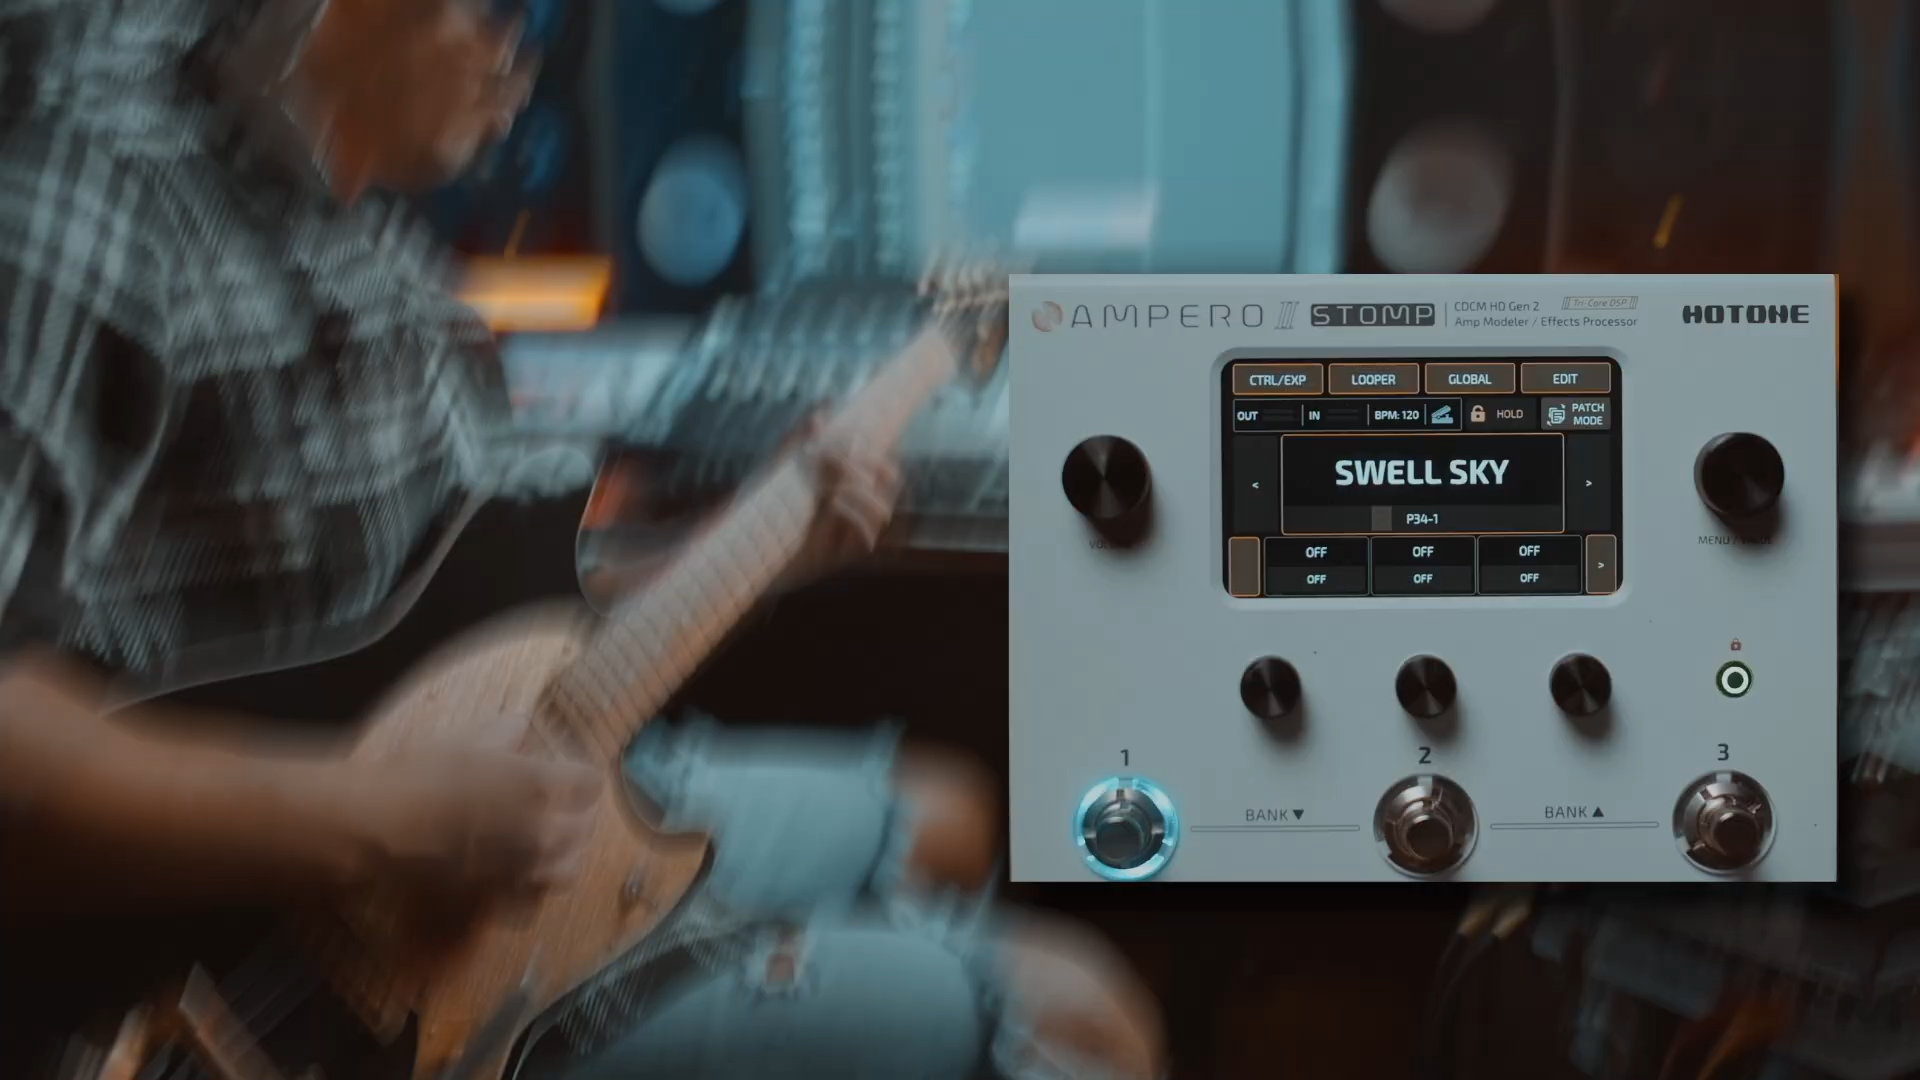 AMPERO II STOMP
CDCM HD Gen 2
Tri-Core DSP
Amp Modeler / Effects Processor
HOTONE
CTRL/EXP LOOPER GLOBAL EDIT
OUT IN BPM: 120 HOLD PATCH MODE
< SWELL SKY >
P34-1
OFF OFF OFF >
OFF OFF OFF
MENU /
1 2 3
BANK ▼ BANK ▲